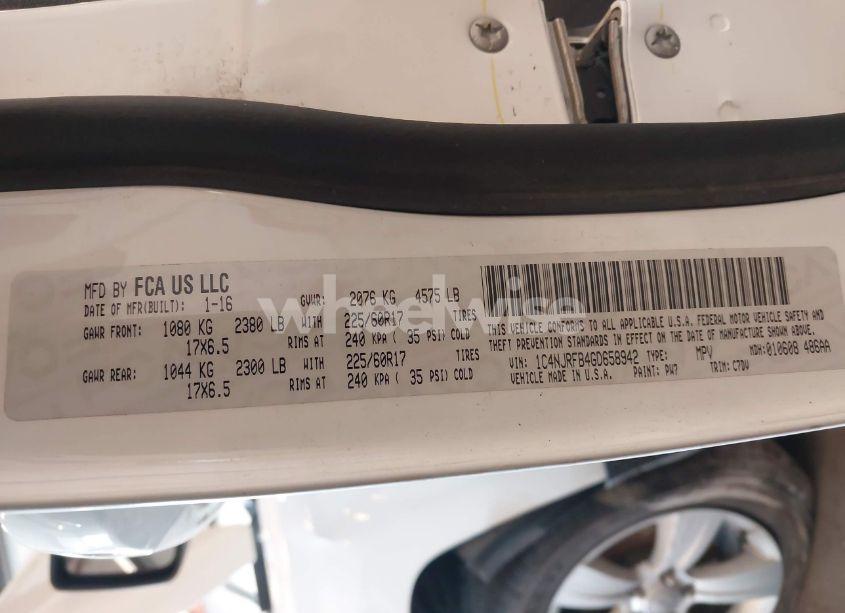 MFD BY FCA US LLC
DATE OF MFR(BUILT): 1-16 GVWR: 2076 KG 4575 LB
GAWR FRONT: 1080 KG 2380 LB WITH 225/60R17 TIRES
17X6.5 RIMS AT 240 KPA ( 35 PSI) COLD
GAWR REAR: 1044 KG 2300 LB WITH 225/60R17 TIRES
17X6.5 RIMS AT 240 KPA ( 35 PSI) COLD
THIS VEHICLE CONFORMS TO ALL APPLICABLE U.S.A. FEDERAL MOTOR VEHICLE SAFETY AND
THEFT PREVENTION STANDARDS IN EFFECT ON THE DATE OF MANUFACTURE SHOWN ABOVE.
VIN: 1C4NJRFB4GD658942 TYPE: MPV MDH: 010608 486AA
VEHICLE MADE IN U.S.A. PAINT: PW7 TRIM: C7DV
wheelwise